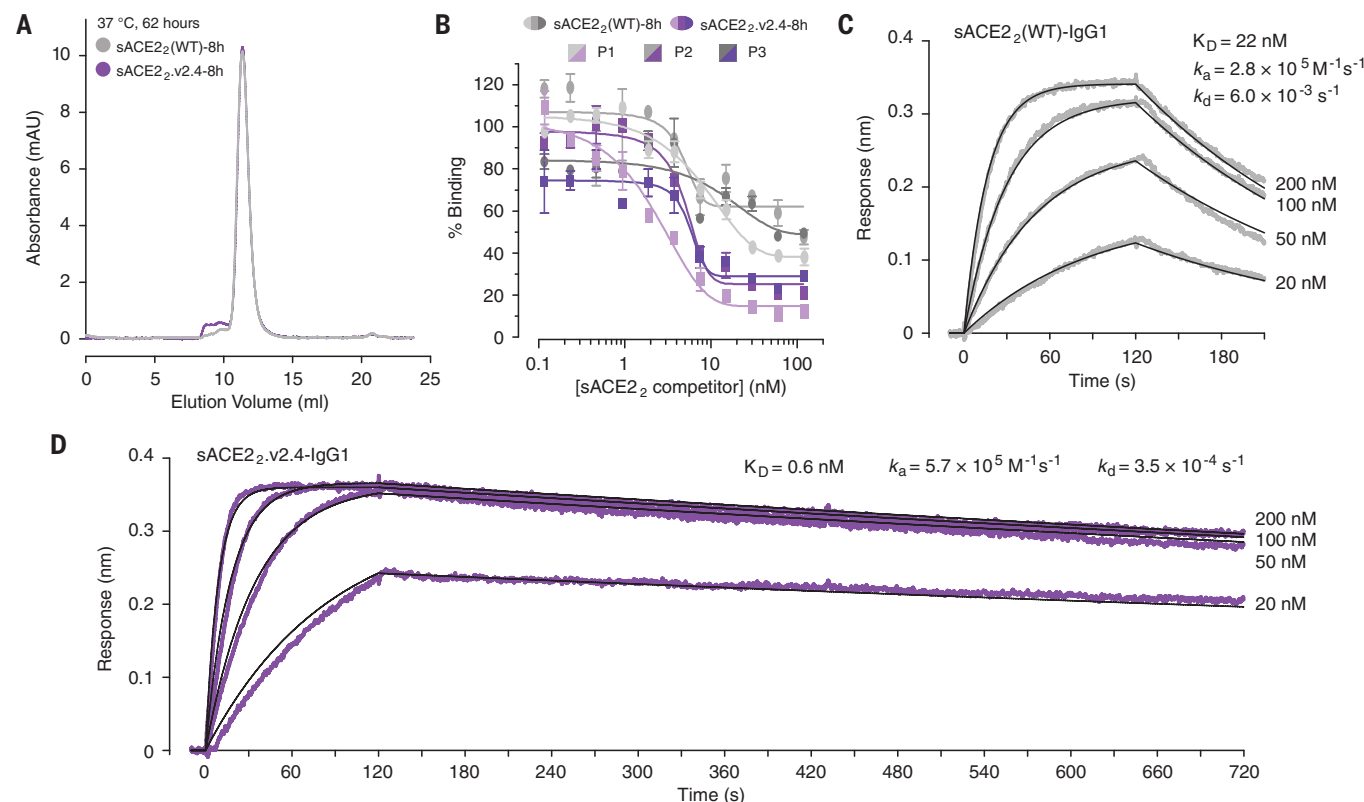 A
37 °C, 62 hours
sACE2₂(WT)-8h
sACE2₂.v2.4-8h
Absorbance (mAU)
10
8
6
4
2
0
0 5 10 15 20 25
Elution Volume (ml)
B
sACE2₂(WT)-8h sACE2₂.v2.4-8h
P1 P2 P3
% Binding
120
100
80
60
40
20
0
0.1 1 10 100
[sACE2₂ competitor] (nM)
C
sACE2₂(WT)-IgG1
K_D = 22 nM
kₐ = 2.8 × 10⁵ M⁻¹s⁻¹
k_d = 6.0 × 10⁻³ s⁻¹
Response (nm)
0.4
0.3
0.2
0.1
0
200 nM
100 nM
50 nM
20 nM
0 60 120 180
Time (s)
D
sACE2₂.v2.4-IgG1
K_D = 0.6 nM kₐ = 5.7 × 10⁵ M⁻¹s⁻¹ k_d = 3.5 × 10⁻⁴ s⁻¹
Response (nm)
0.4
0.3
0.2
0.1
0
200 nM
100 nM
50 nM
20 nM
0 60 120 180 240 300 360 420 480 540 600 660 720
Time (s)